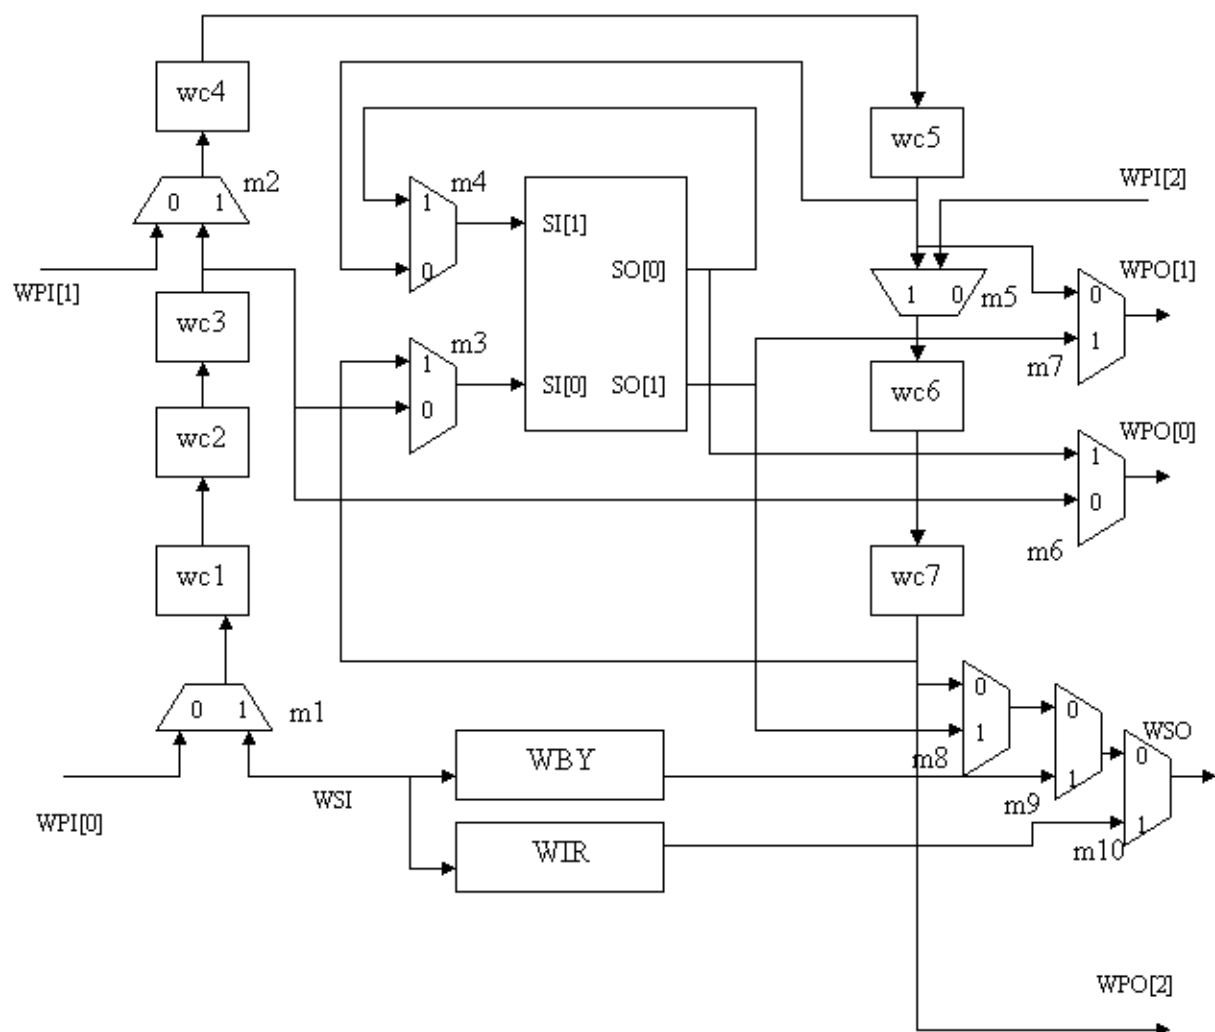 wc4
wc5
m2
0 1
m4
1
0
WPI[2]
SI[1]
SO[0]
WPI[1]
1 0
m5
0
1
WPO[1]
m7
wc3
m3
1
0
SI[0]
SO[1]
wc6
wc2
WPO[0]
1
0
m6
wc1
wc7
0 1
m1
0
1
m8
0
1
m9
WSO
0
1
m10
WBY
WSI
WPI[0]
WIR
WPO[2]